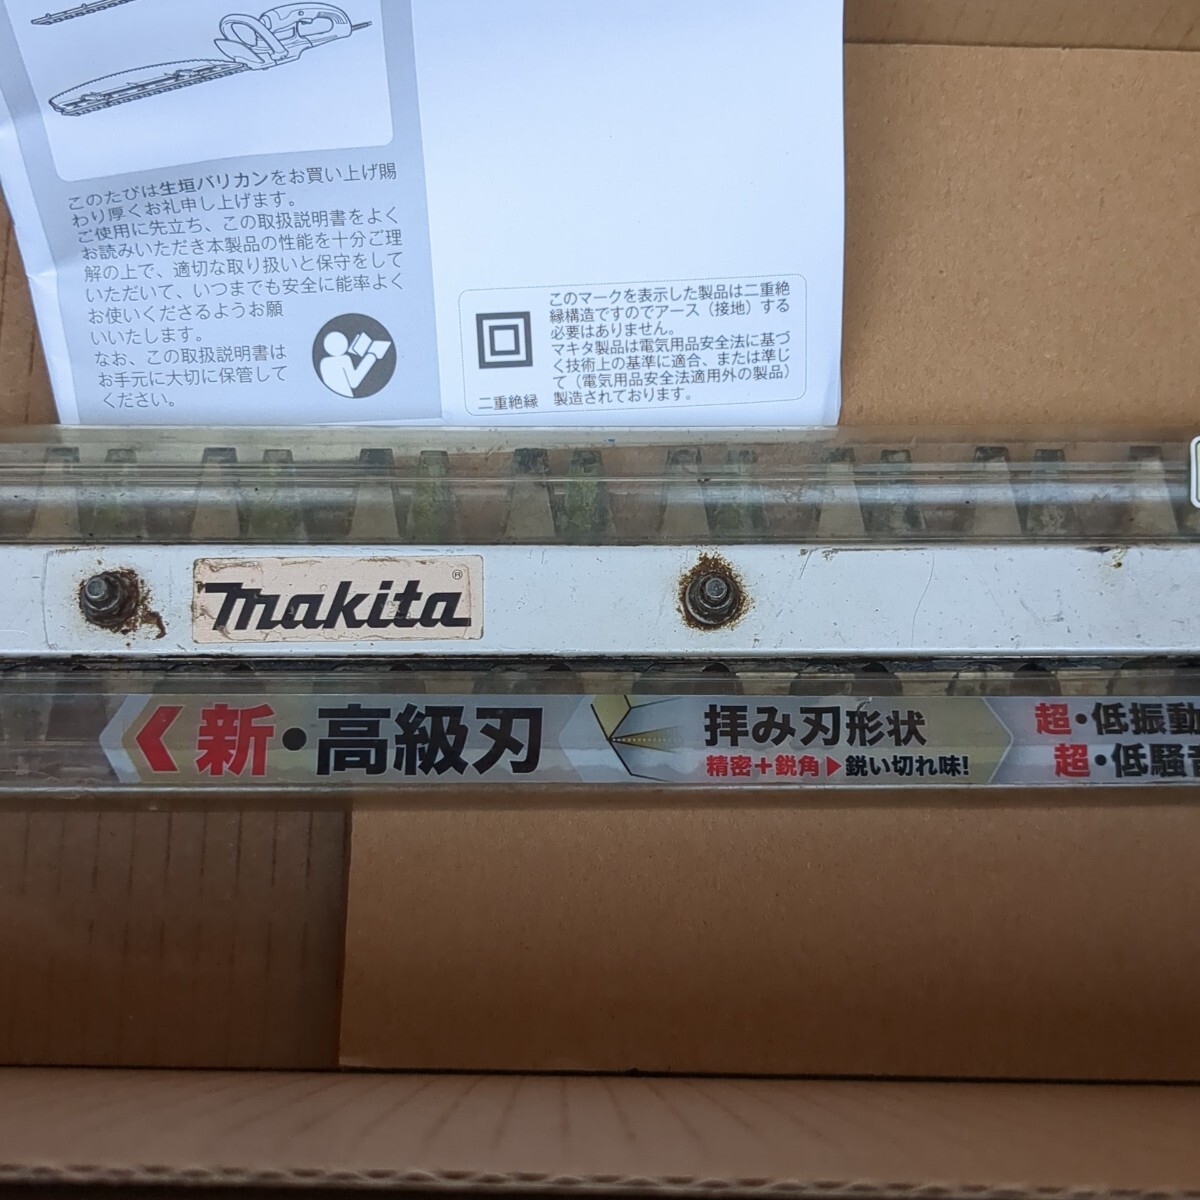 このたびは生垣バリカンをお買い上げ賜
わり厚くお礼申し上げます。
ご使用に先立ち、この取扱説明書をよく
お読みいただき本製品の性能を十分ご理
解の上で、適切な取り扱いと保守をして
いただいて、いつまでも安全に能率よく
お使いくださるようお願
いいたします。
なお、この取扱説明書は
お手元に大切に保管して
ください。
二重絶縁
このマークを表示した製品は二重絶
縁構造ですのでアース（接地）する
必要はありません。
マキタ製品は電気用品安全法に基づ
く技術上の基準に適合、または準じ
て（電気用品安全法適用外の製品）
製造されております。
makita®
新・高級刃
拝み刃形状
精密+鋭角▶鋭い切れ味!
超・低振動
超・低騒音